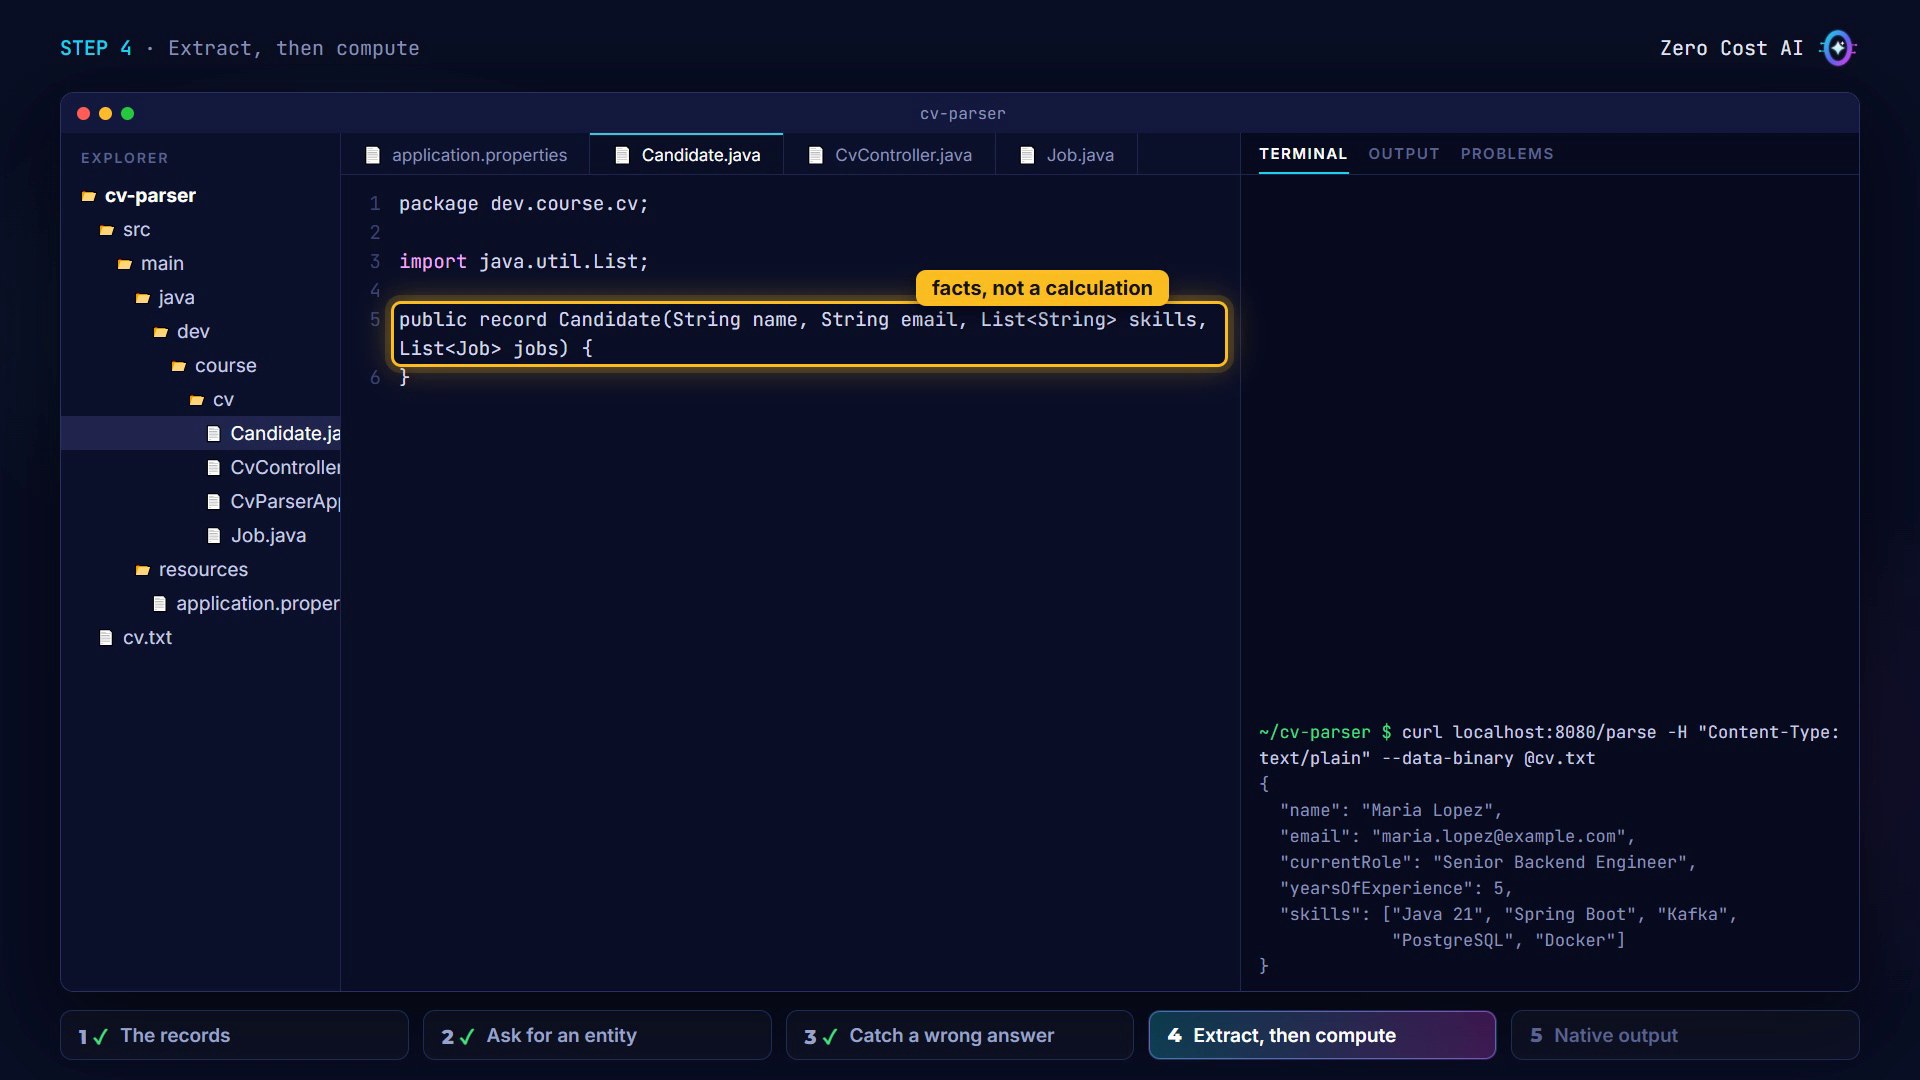 STEP 4 · Extract, then compute
Zero Cost AI
cv-parser
EXPLORER
cv-parser
src
main
java
dev
course
cv
Candidate.ja
CvController
CvParserApp
Job.java
resources
application.proper
cv.txt
application.properties
Candidate.java
CvController.java
Job.java
1 package dev.course.cv;
2
3 import java.util.List;
4
facts, not a calculation
5 public record Candidate(String name, String email, List<String> skills,
List<Job> jobs) {
6 }
TERMINAL OUTPUT PROBLEMS
~/cv-parser $ curl localhost:8080/parse -H "Content-Type:
text/plain" --data-binary @cv.txt
{
"name": "Maria Lopez",
"email": "maria.lopez@example.com",
"currentRole": "Senior Backend Engineer",
"yearsOfExperience": 5,
"skills": ["Java 21", "Spring Boot", "Kafka",
"PostgreSQL", "Docker"]
}
1 ✓ The records
2 ✓ Ask for an entity
3 ✓ Catch a wrong answer
4 Extract, then compute
5 Native output